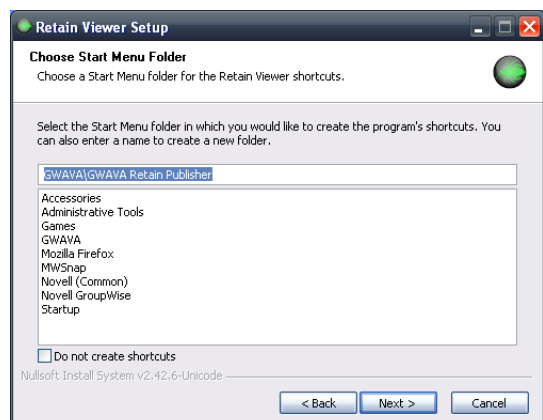 Retain Viewer Setup
Choose Start Menu Folder
Choose a Start Menu folder for the Retain Viewer shortcuts.
Select the Start Menu folder in which you would like to create the program's shortcuts. You
can also enter a name to create a new folder.
GWAVA\GWAVA Retain Publisher
Accessories
Administrative Tools
Games
GWAVA
Mozilla Firefox
MWSnap
Novell (Common)
Novell GroupWise
Startup
Do not create shortcuts
Nullsoft Install System v2.42.6-Unicode
< Back
Next >
Cancel